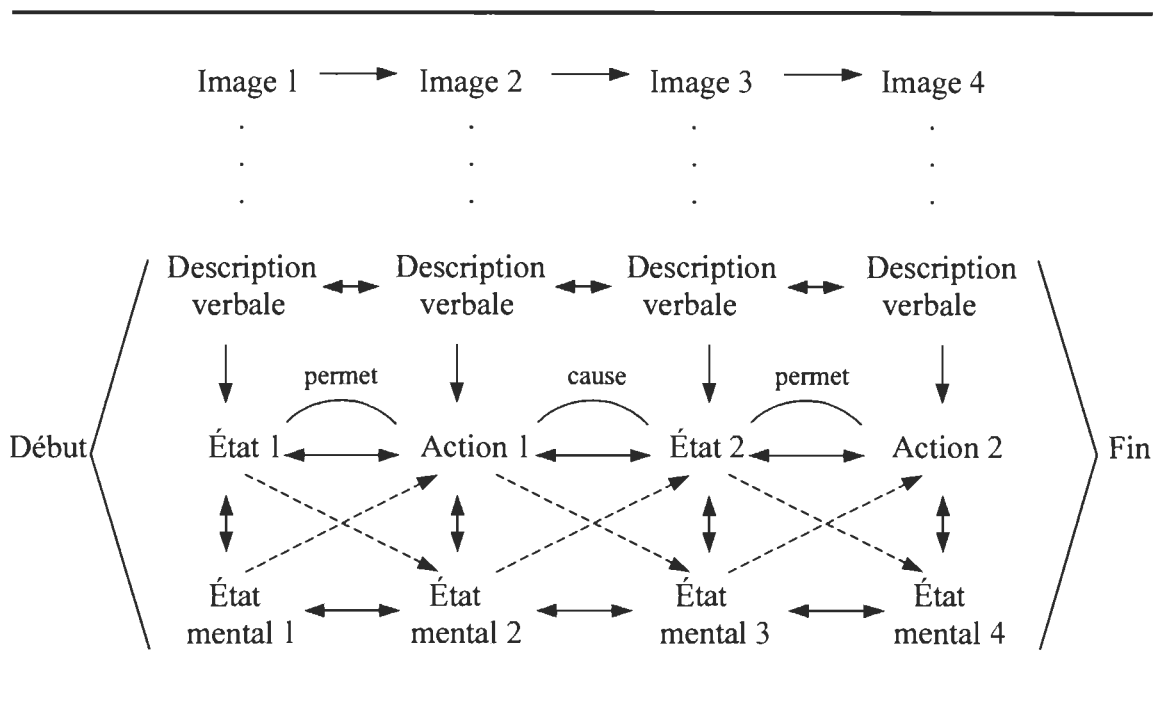 Image 1 Image 2 Image 3 Image 4
Description verbale Description verbale Description verbale Description verbale
permet cause permet
Début État 1 Action 1 État 2 Action 2 Fin
État mental 1 État mental 2 État mental 3 État mental 4